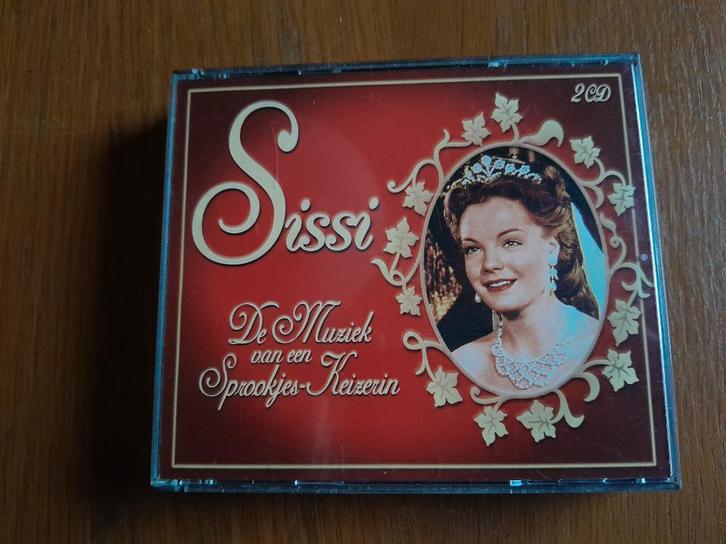 2CD
Sissi
De Muziek
van een
Sprookjes-Keizerin